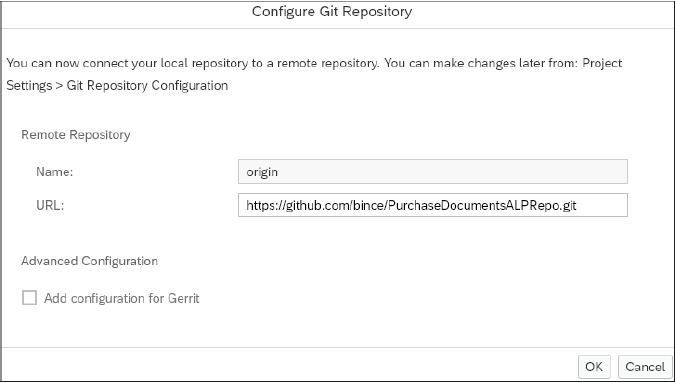 Configure Git Repository
You can now connect your local repository to a remote repository. You can make changes later from: Project
Settings > Git Repository Configuration
Remote Repository
Name:
origin
URL:
https://github.com/bince/PurchaseDocumentsALPRepo.git
Advanced Configuration
Add configuration for Gerrit
OK Cancel